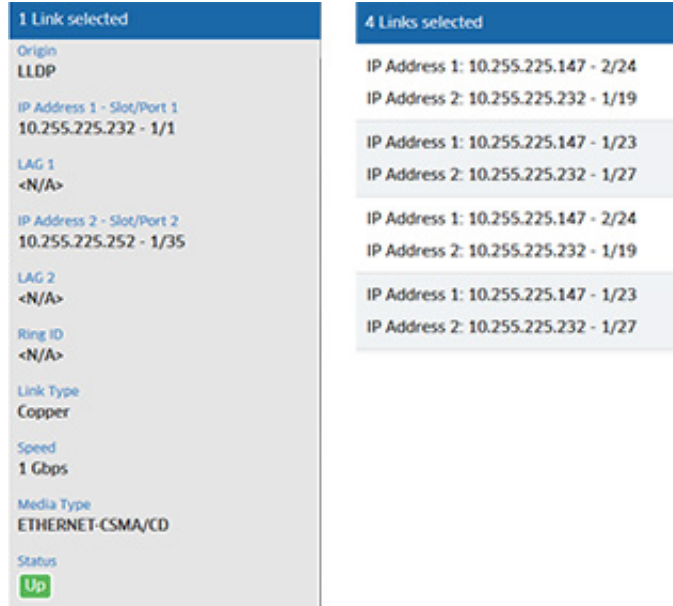 1 Link selected
Origin
LLDP
IP Address 1 - Slot/Port 1
10.255.225.232 - 1/1
LAG 1
<N/A>
IP Address 2 - Slot/Port 2
10.255.225.252 - 1/35
LAG 2
<N/A>
Ring ID
<N/A>
Link Type
Copper
Speed
1 Gbps
Media Type
ETHERNET-CSMA/CD
Status
Up
4 Links selected
IP Address 1: 10.255.225.147 - 2/24
IP Address 2: 10.255.225.232 - 1/19
IP Address 1: 10.255.225.147 - 1/23
IP Address 2: 10.255.225.232 - 1/27
IP Address 1: 10.255.225.147 - 2/24
IP Address 2: 10.255.225.232 - 1/19
IP Address 1: 10.255.225.147 - 1/23
IP Address 2: 10.255.225.232 - 1/27